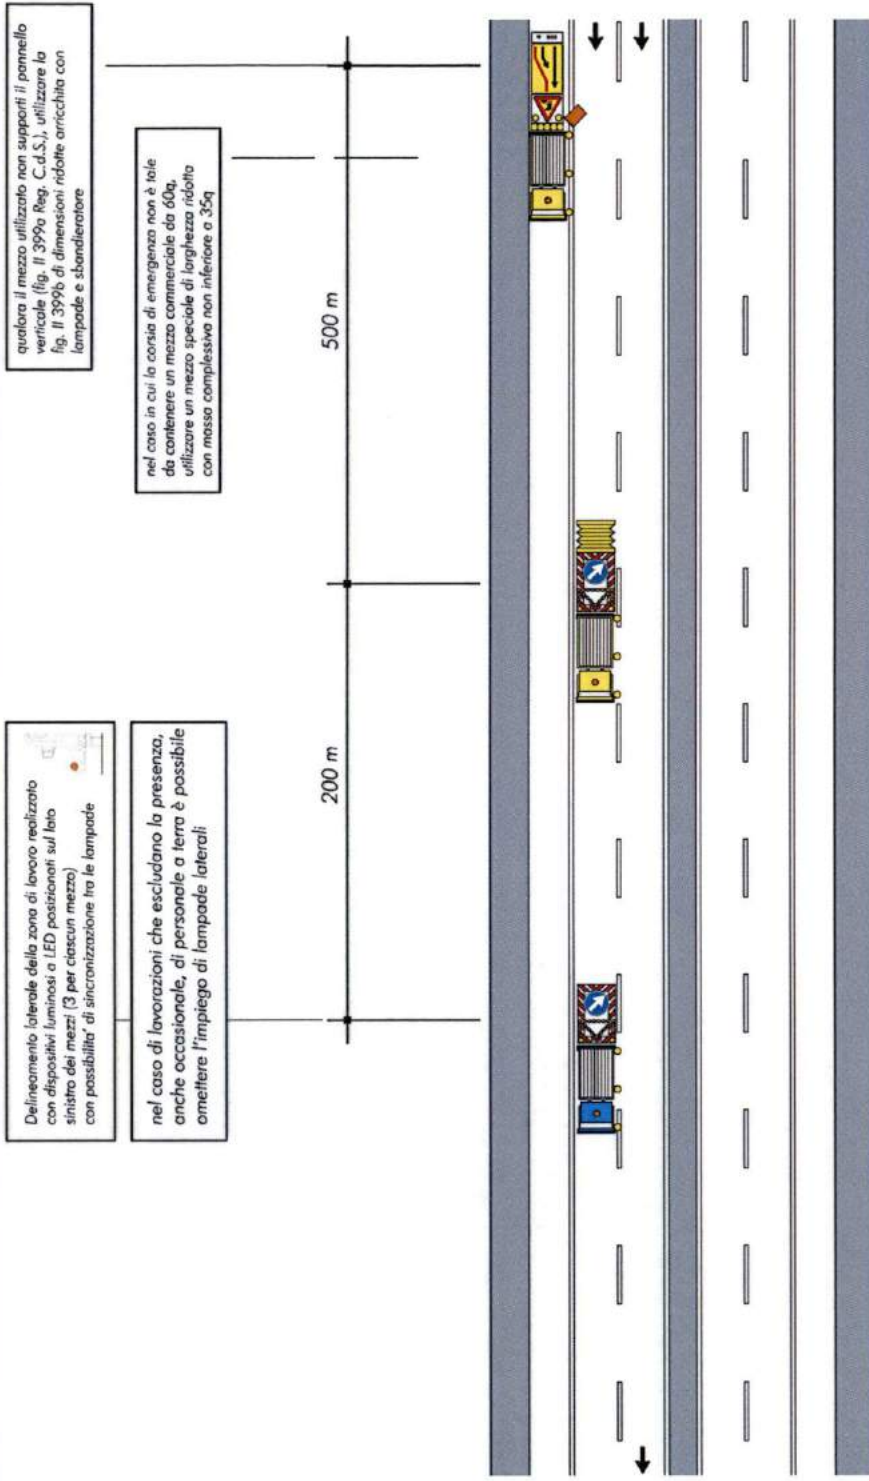 Delineamento laterale della zona di lavoro realizzato
con dispositivi luminosi a LED posizionati sul lato
sinistro dei mezzi (3 per ciascun mezzo)
con possibilita' di sincronizzazione tra le lampade
nel caso di lavorazioni che escludano la presenza,
anche occasionale, di personale a terra è possibile
omettere l'impiego di lampade laterali
qualora il mezzo utilizzato non supporti il pannello
verticale (fig. II 399a Reg. C.d.S.), utilizzare la
fig. II 399b di dimensioni ridotte arricchita con
lampade e sbandieratore
nel caso in cui la corsia di emergenza non è tale
da contenere un mezzo commerciale da 60q,
utilizzare un mezzo speciale di larghezza ridotta
con massa complessiva non inferiore a 35q
200 m
500 m